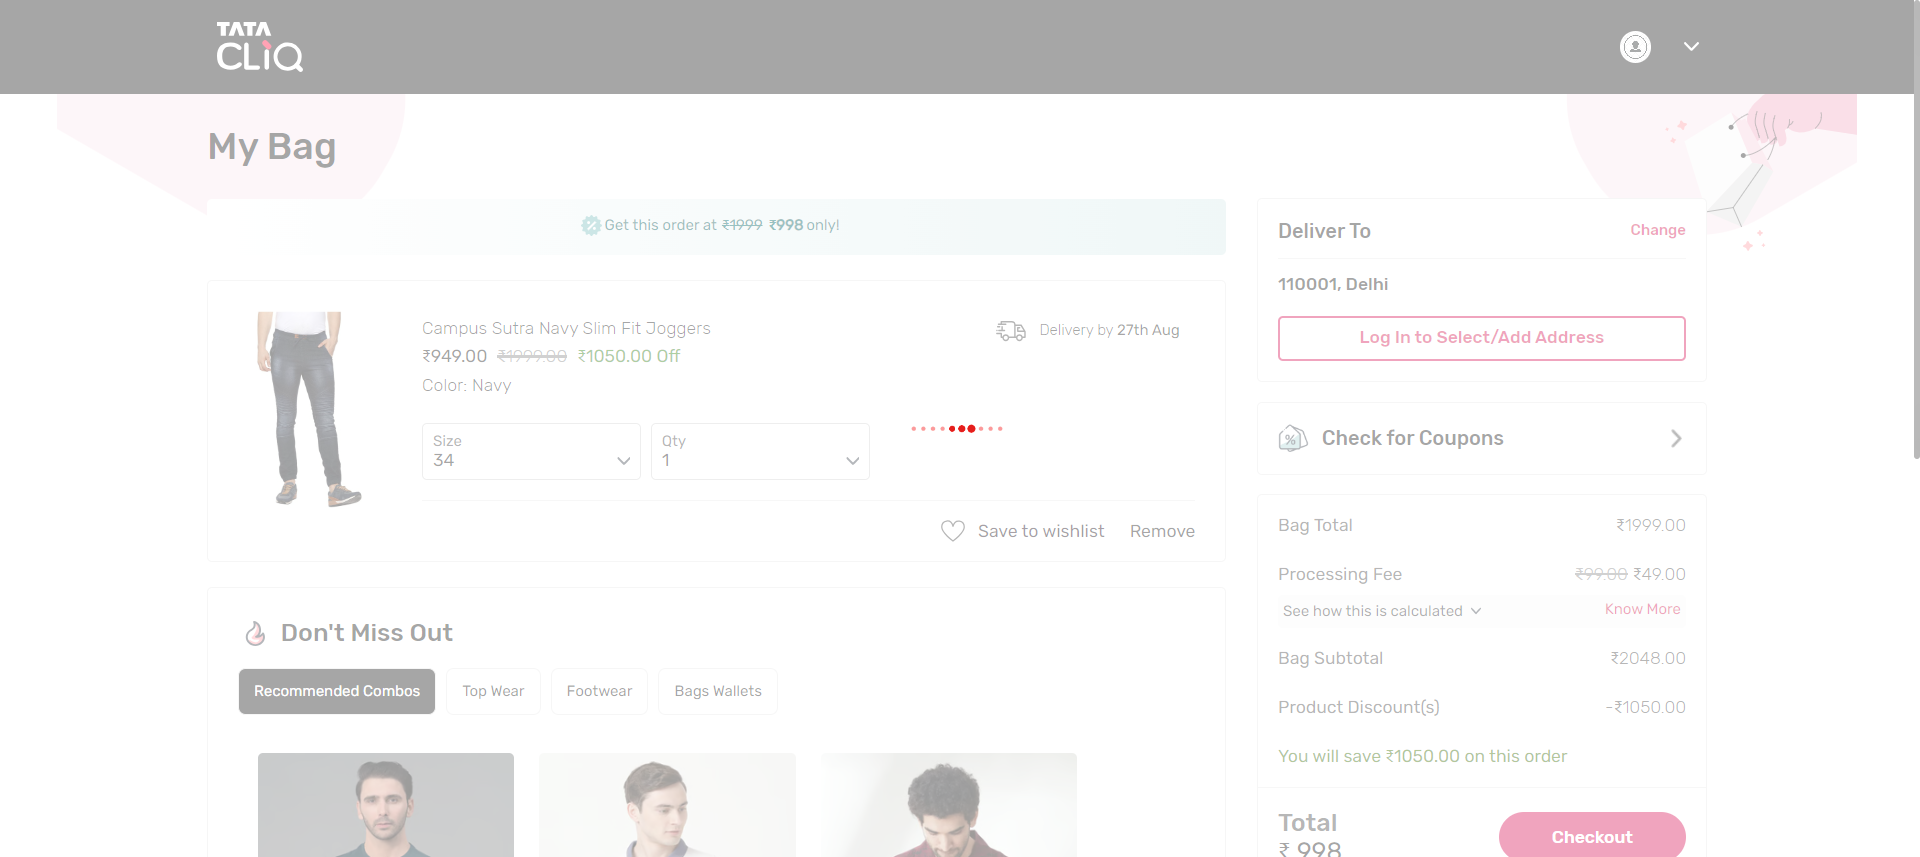 TATA
CLiQ
My Bag
Get this order at ₹1999 ₹998 only!
Campus Sutra Navy Slim Fit Joggers
₹949.00 ₹1999.00 ₹1050.00 Off
Color: Navy
Delivery by 27th Aug
Size
34
Qty
1
Save to wishlist
Remove
Don't Miss Out
Recommended Combos
Top Wear
Footwear
Bags Wallets
Deliver To
Change
110001, Delhi
Log In to Select/Add Address
%
Check for Coupons
Bag Total ₹1999.00
Processing Fee ₹99.00 ₹49.00
See how this is calculated
Know More
Bag Subtotal ₹2048.00
Product Discount(s) -₹1050.00
You will save ₹1050.00 on this order
Total
₹ 998
Checkout